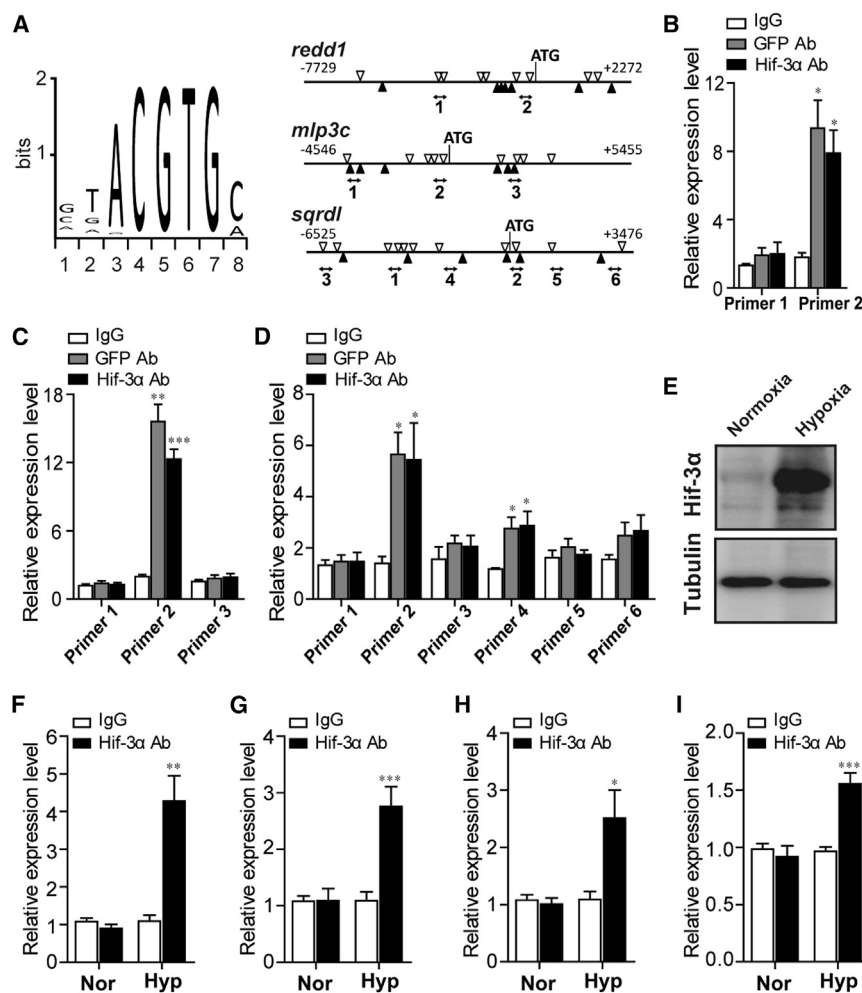 A
2
1
bits
G
C
A
T
G
A
A
C
G
T
G
C
A
1 2 3 4 5 6 7 8
redd1
-7729
ATG
+2272
1 2
mlp3c
-4546
ATG
+5455
1 2 3
sqrdl
-6525
ATG
+3476
3 1 4 2 5 6
B
IgG
GFP Ab
Hif-3α Ab
Relative expression level
12
8
4
0
* *
Primer 1 Primer 2
C
IgG
GFP Ab
Hif-3α Ab
Relative expression level
18
12
6
0
** ***
Primer 1 Primer 2 Primer 3
D
IgG
GFP Ab
Hif-3α Ab
Relative expression level
8
6
4
2
0
* *
* *
Primer 1 Primer 2 Primer 3 Primer 4 Primer 5 Primer 6
E
Normoxia Hypoxia
Hif-3α
Tubulin
F
IgG
Hif-3α Ab
Relative expression level
6
5
4
3
2
1
0
**
Nor Hyp
G
IgG
Hif-3α Ab
Relative expression level
4
3
2
1
0
***
Nor Hyp
H
IgG
Hif-3α Ab
Relative expression level
4
3
2
1
0
*
Nor Hyp
I
IgG
Hif-3α Ab
Relative expression level
2.0
1.5
1.0
0.5
0.0
***
Nor Hyp